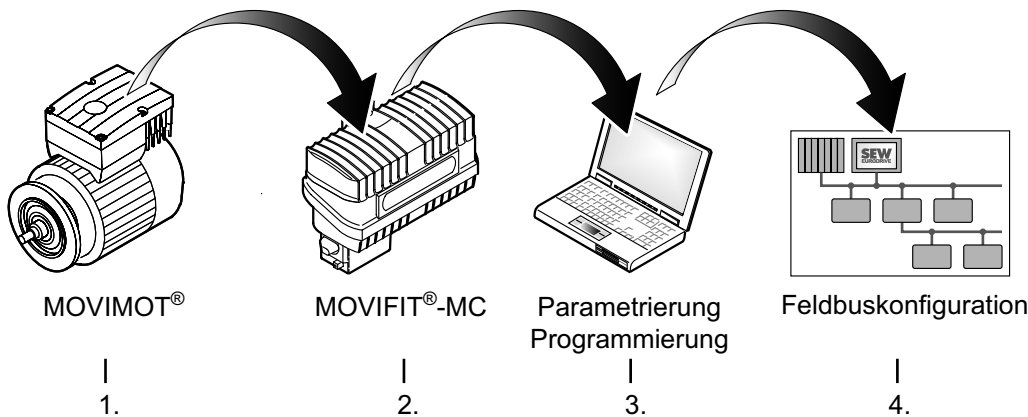 SEW
EURODRIVE
MOVIMOT®
MOVIFIT®-MC
Parametrierung
Programmierung
Feldbuskonfiguration
1.
2.
3.
4.